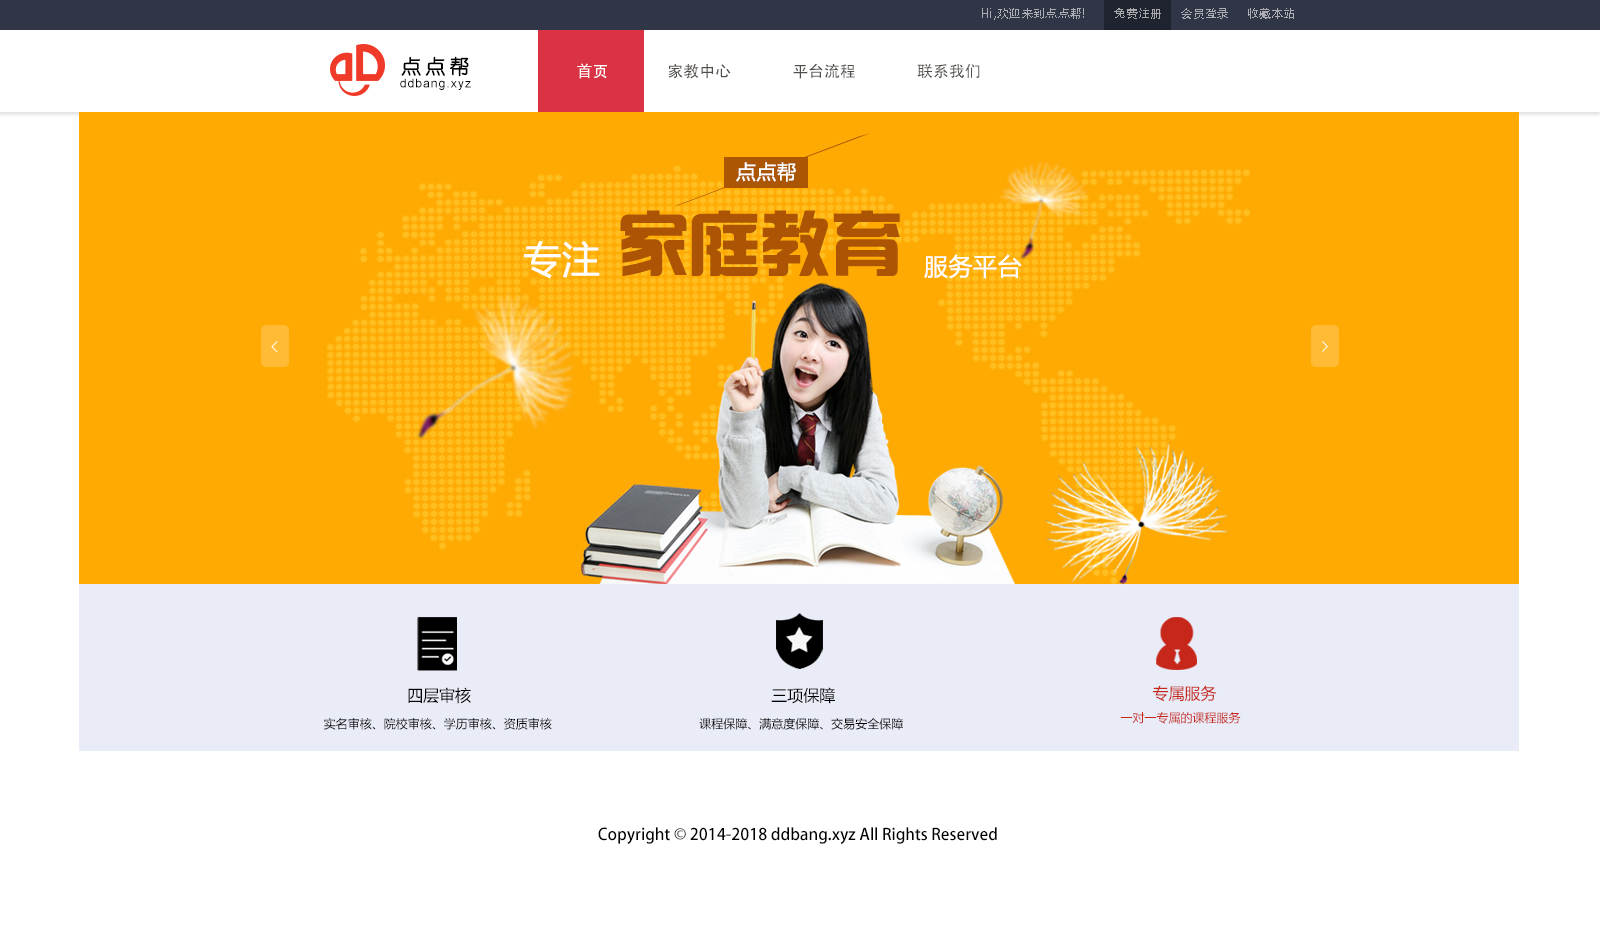 Hi,欢迎来到点点帮! 免费注册 会员登录 收藏本站
点点帮
ddbang.xyz
首页 家教中心 平台流程 联系我们
点点帮
专注 家庭教育 服务平台
四层审核 三项保障 专属服务
实名审核、院校审核、学历审核、资质审核 课程保障、满意度保障、交易安全保障 一对一专属的课程服务
Copyright © 2014-2018 ddbang.xyz All Rights Reserved